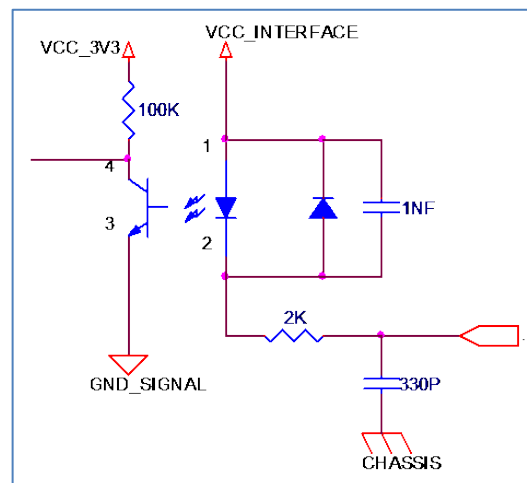 VCC_3V3
VCC_INTERFACE
100K
4
1
3
2
1NF
2K
330P
GND_SIGNAL
CHASSIS